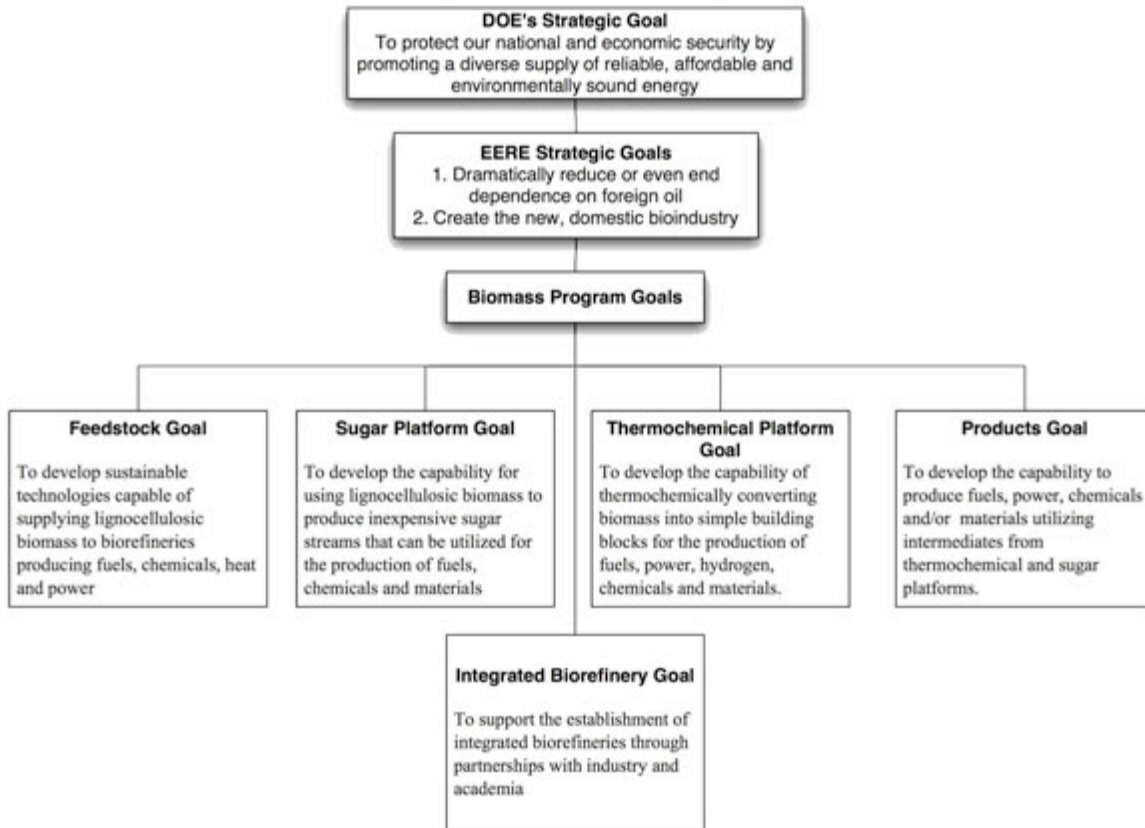 DOE's Strategic Goal
To protect our national and economic security by
promoting a diverse supply of reliable, affordable and
environmentally sound energy
EERE Strategic Goals
1. Dramatically reduce or even end
dependence on foreign oil
2. Create the new, domestic bioindustry
Biomass Program Goals
Feedstock Goal
To develop sustainable
technologies capable of
supplying lignocellulosic
biomass to biorefineries
producing fuels, chemicals, heat
and power
Sugar Platform Goal
To develop the capability for
using lignocellulosic biomass to
produce inexpensive sugar
streams that can be utilized for
the production of fuels,
chemicals and materials
Thermochemical Platform
Goal
To develop the capability of
thermochemically converting
biomass into simple building
blocks for the production of
fuels, power, hydrogen,
chemicals and materials.
Products Goal
To develop the capability to
produce fuels, power, chemicals
and/or materials utilizing
intermediates from
thermochemical and sugar
platforms.
Integrated Biorefinery Goal
To support the establishment of
integrated biorefineries through
partnerships with industry and
academia